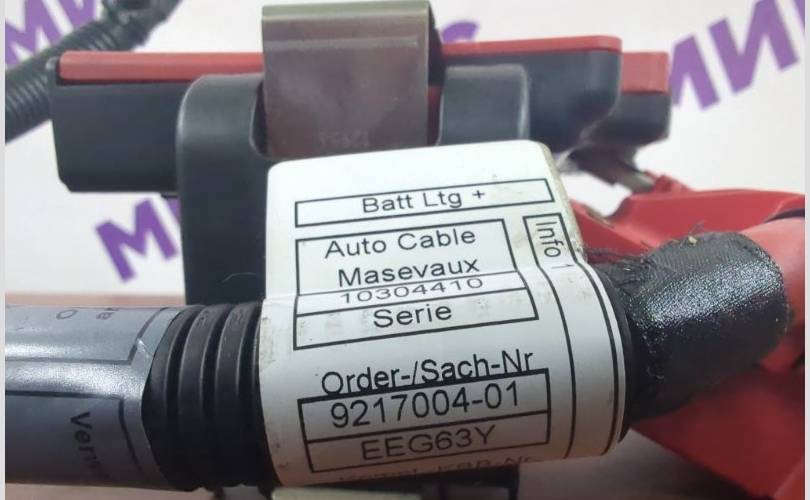 Batt Ltg +
Info
Auto Cable
Masevaux
10304410
Serie
Order-/Sach-Nr
9217004-01
EEG63Y